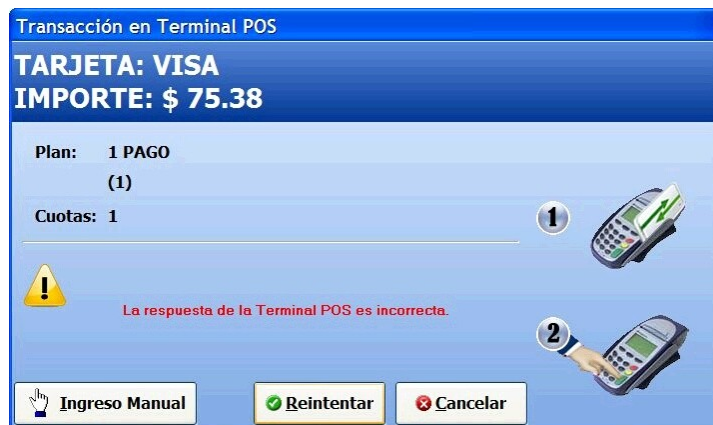 Transacción en Terminal POS
TARJETA: VISA
IMPORTE: $ 75.38
Plan: 1 PAGO
(1)
Cuotas: 1
1
La respuesta de la Terminal POS es incorrecta.
2
Ingreso Manual
Reintentar
Cancelar